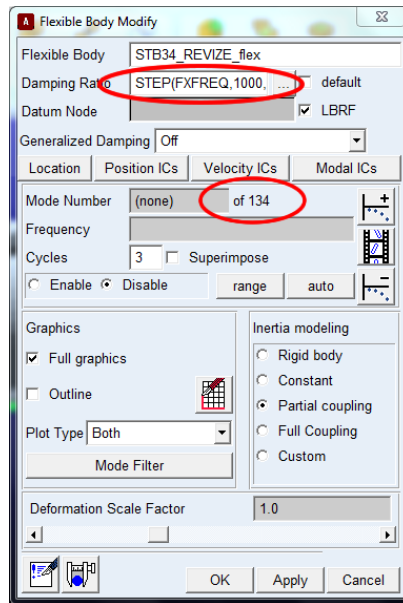 A Flexible Body Modify
Flexible Body STB34_REVIZE_flex
Damping Ratio STEP(FXFREQ,1000, ... default
Datum Node LBRF
Generalized Damping Off
Location Position ICs Velocity ICs Modal ICs
Mode Number (none) of 134
Frequency
Cycles 3 Superimpose
Enable Disable range auto
Graphics Inertia modeling
Full graphics Rigid body
Constant
Outline Partial coupling
Full Coupling
Plot Type Both
Custom
Mode Filter
Deformation Scale Factor 1.0
OK Apply Cancel